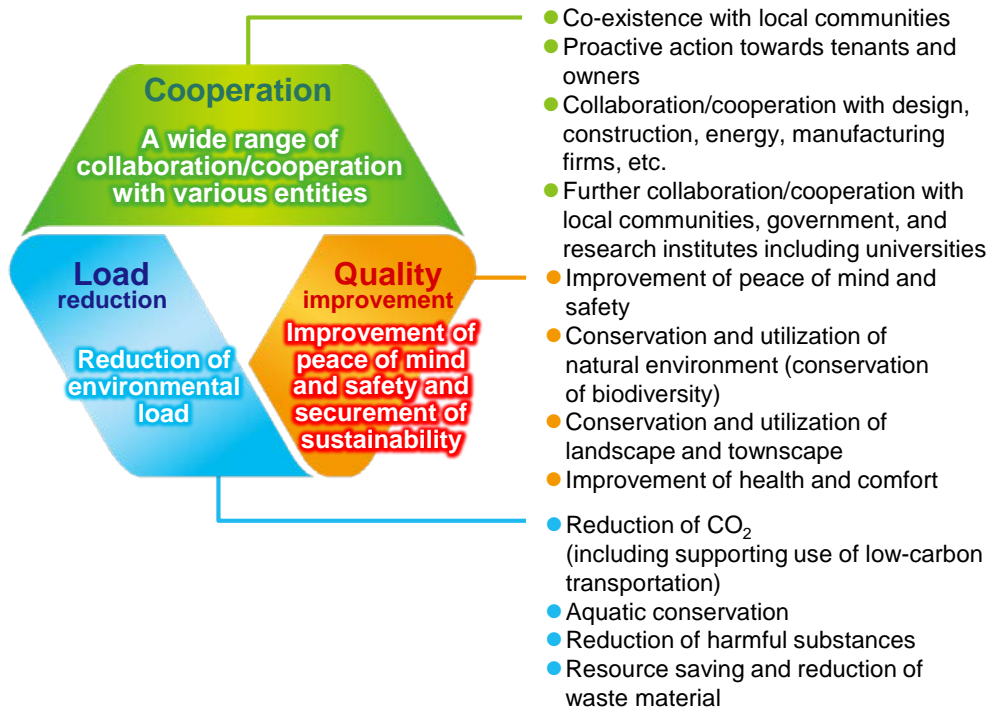 Cooperation
A wide range of
collaboration/cooperation
with various entities
Load
reduction
Reduction of
environmental
load
Quality
improvement
Improvement of
peace of mind
and safety and
securement of
sustainability
● Co-existence with local communities
● Proactive action towards tenants and
owners
● Collaboration/cooperation with design,
construction, energy, manufacturing
firms, etc.
● Further collaboration/cooperation with
local communities, government, and
research institutes including universities
● Improvement of peace of mind and
safety
● Conservation and utilization of
natural environment (conservation
of biodiversity)
● Conservation and utilization of
landscape and townscape
● Improvement of health and comfort
● Reduction of CO₂
(including supporting use of low-carbon
transportation)
● Aquatic conservation
● Reduction of harmful substances
● Resource saving and reduction of
waste material